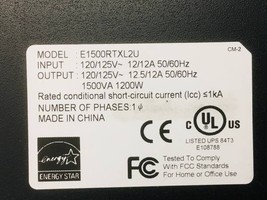 MODEL : E1500RTXL2U
CM-2
INPUT : 120/125V~ 12/12A 50/60Hz
OUTPUT : 120/125V~ 12.5/12A 50/60Hz
1500VA 1200W
Rated conditional short-circuit current (Icc) ≤1kA
NUMBER OF PHASES 1 ϕ
MADE IN CHINA
CE
C UL US
LISTED UPS 84T3
E108788
energy
ENERGY STAR
FC
Tested To Comply
With FCC Standards
For Home or Office Use